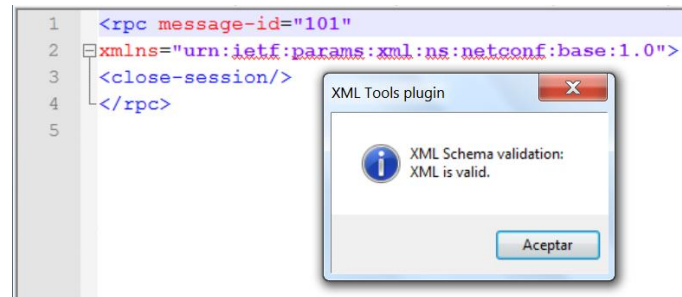 1 <rpc message-id="101"
2 xmlns="urn:ietf:params:xml:ns:netconf:base:1.0">
3 <close-session/>
4 </rpc>
5
XML Tools plugin
XML Schema validation:
XML is valid.
Aceptar